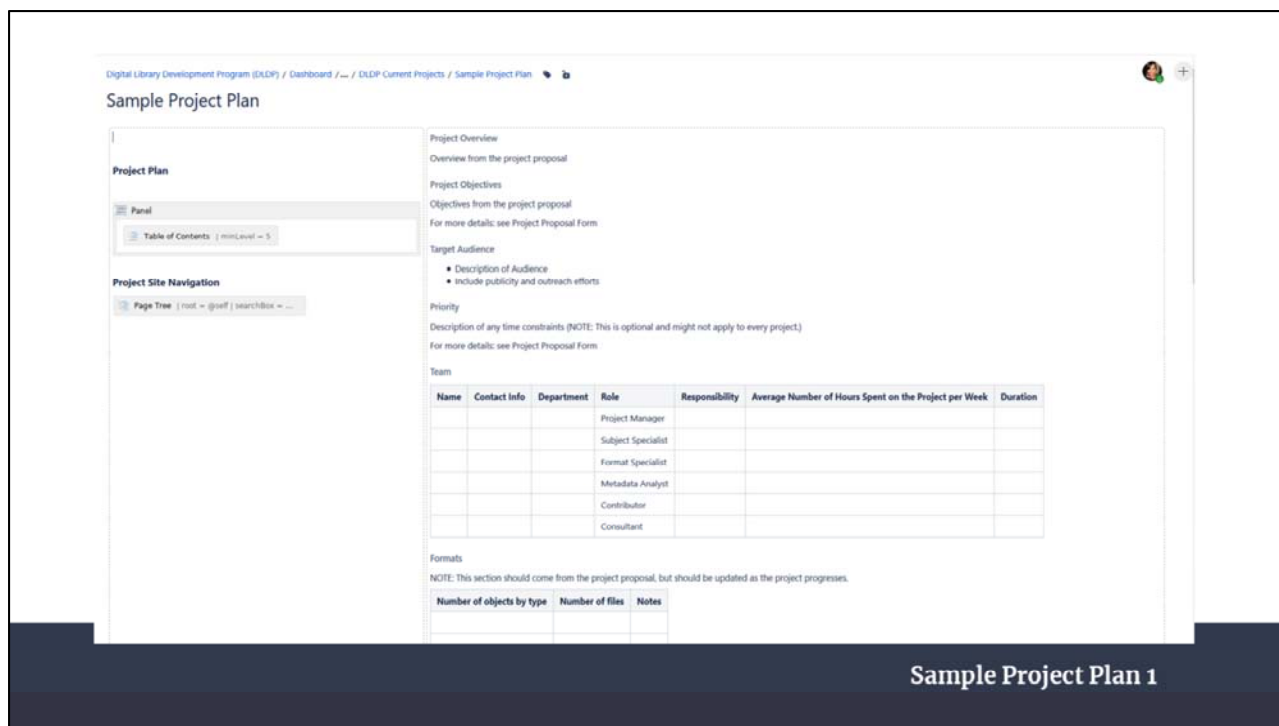 Digital Library Development Program (DLDP) / Dashboard /... / DLDP Current Projects / Sample Project Plan
Sample Project Plan
Project Plan
Panel
Table of Contents | minLevel = 5
Project Site Navigation
Page Tree | root = @self | searchBox = ...
Project Overview
Overview from the project proposal
Project Objectives
Objectives from the project proposal
For more details: see Project Proposal Form
Target Audience
• Description of Audience
• Include publicity and outreach efforts
Priority
Description of any time constraints (NOTE: This is optional and might not apply to every project.)
For more details: see Project Proposal Form
Team
Name Contact Info Department Role Responsibility Average Number of Hours Spent on the Project per Week Duration
Project Manager
Subject Specialist
Format Specialist
Metadata Analyst
Contributor
Consultant
Formats
NOTE: This section should come from the project proposal, but should be updated as the project progresses.
Number of objects by type Number of files Notes
Sample Project Plan 1